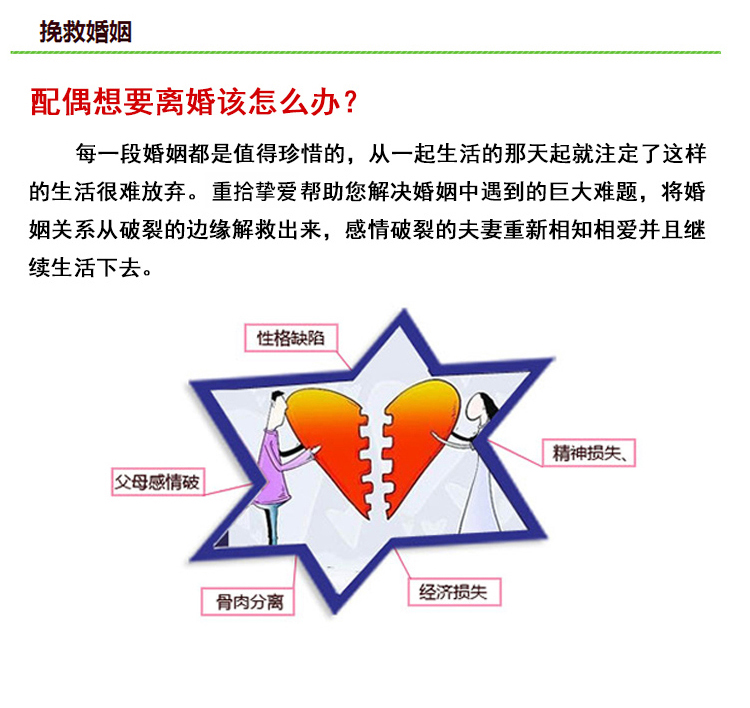 挽救婚姻
配偶想要离婚该怎么办？
每一段婚姻都是值得珍惜的，从一起生活的那天起就注定了这样
的生活很难放弃。重拾挚爱帮助您解决婚姻中遇到的巨大难题，将婚
姻关系从破裂的边缘解救出来，感情破裂的夫妻重新相知相爱并且继
续生活下去。
性格缺陷
精神损失、
父母感情破
经济损失
骨肉分离